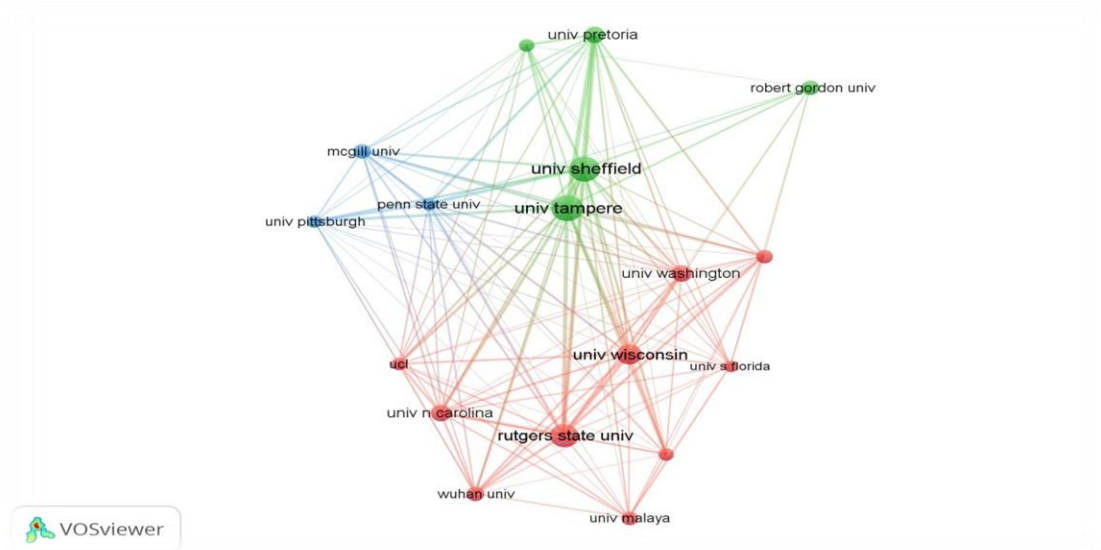 univ pretoria
robert gordon univ
mcgill univ
univ sheffield
penn state univ
univ tampere
univ pittsburgh
univ washington
univ wisconsin
ucl
univ s florida
univ n carolina
rutgers state univ
wuhan univ
univ malaya
VOSviewer